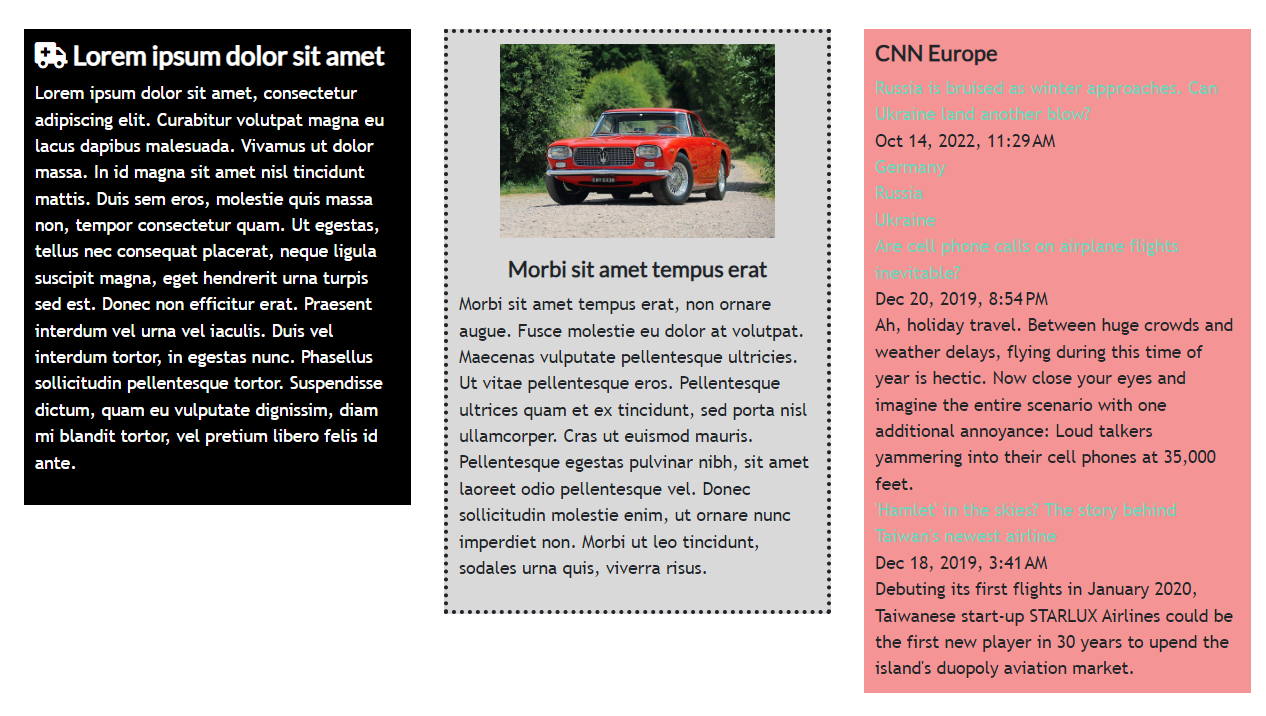 Lorem ipsum dolor sit amet
Lorem ipsum dolor sit amet, consectetur
adipiscing elit. Curabitur volutpat magna eu
lacus dapibus malesuada. Vivamus ut dolor
massa. In id magna sit amet nisl tincidunt
mattis. Duis sem eros, molestie quis massa
non, tempor consectetur quam. Ut egestas,
tellus nec consequat placerat, neque ligula
suscipit magna, eget hendrerit urna turpis
sed est. Donec non efficitur erat. Praesent
interdum vel urna vel iaculis. Duis vel
interdum tortor, in egestas nunc. Phasellus
sollicitudin pellentesque tortor. Suspendisse
dictum, quam eu vulputate dignissim, diam
mi blandit tortor, vel pretium libero felis id
ante.
Morbi sit amet tempus erat
Morbi sit amet tempus erat, non ornare
augue. Fusce molestie eu dolor at volutpat.
Maecenas vulputate pellentesque ultricies.
Ut vitae pellentesque eros. Pellentesque
ultrices quam et ex tincidunt, sed porta nisl
ullamcorper. Cras ut euismod mauris.
Pellentesque egestas pulvinar nibh, sit amet
laoreet odio pellentesque vel. Donec
sollicitudin molestie enim, ut ornare nunc
imperdiet non. Morbi ut leo tincidunt,
sodales urna quis, viverra risus.
CNN Europe
Russia is bruised as winter approaches. Can
Ukraine land another blow?
Oct 14, 2022, 11:29 AM
Germany
Russia
Ukraine
Are cell phone calls on airplane flights
inevitable?
Dec 20, 2019, 8:54 PM
Ah, holiday travel. Between huge crowds and
weather delays, flying during this time of
year is hectic. Now close your eyes and
imagine the entire scenario with one
additional annoyance: Loud talkers
yammering into their cell phones at 35,000
feet.
'Hamlet' in the skies? The story behind
Taiwan's newest airline
Dec 18, 2019, 3:41 AM
Debuting its first flights in January 2020,
Taiwanese start-up STARLUX Airlines could be
the first new player in 30 years to upend the
island's duopoly aviation market.